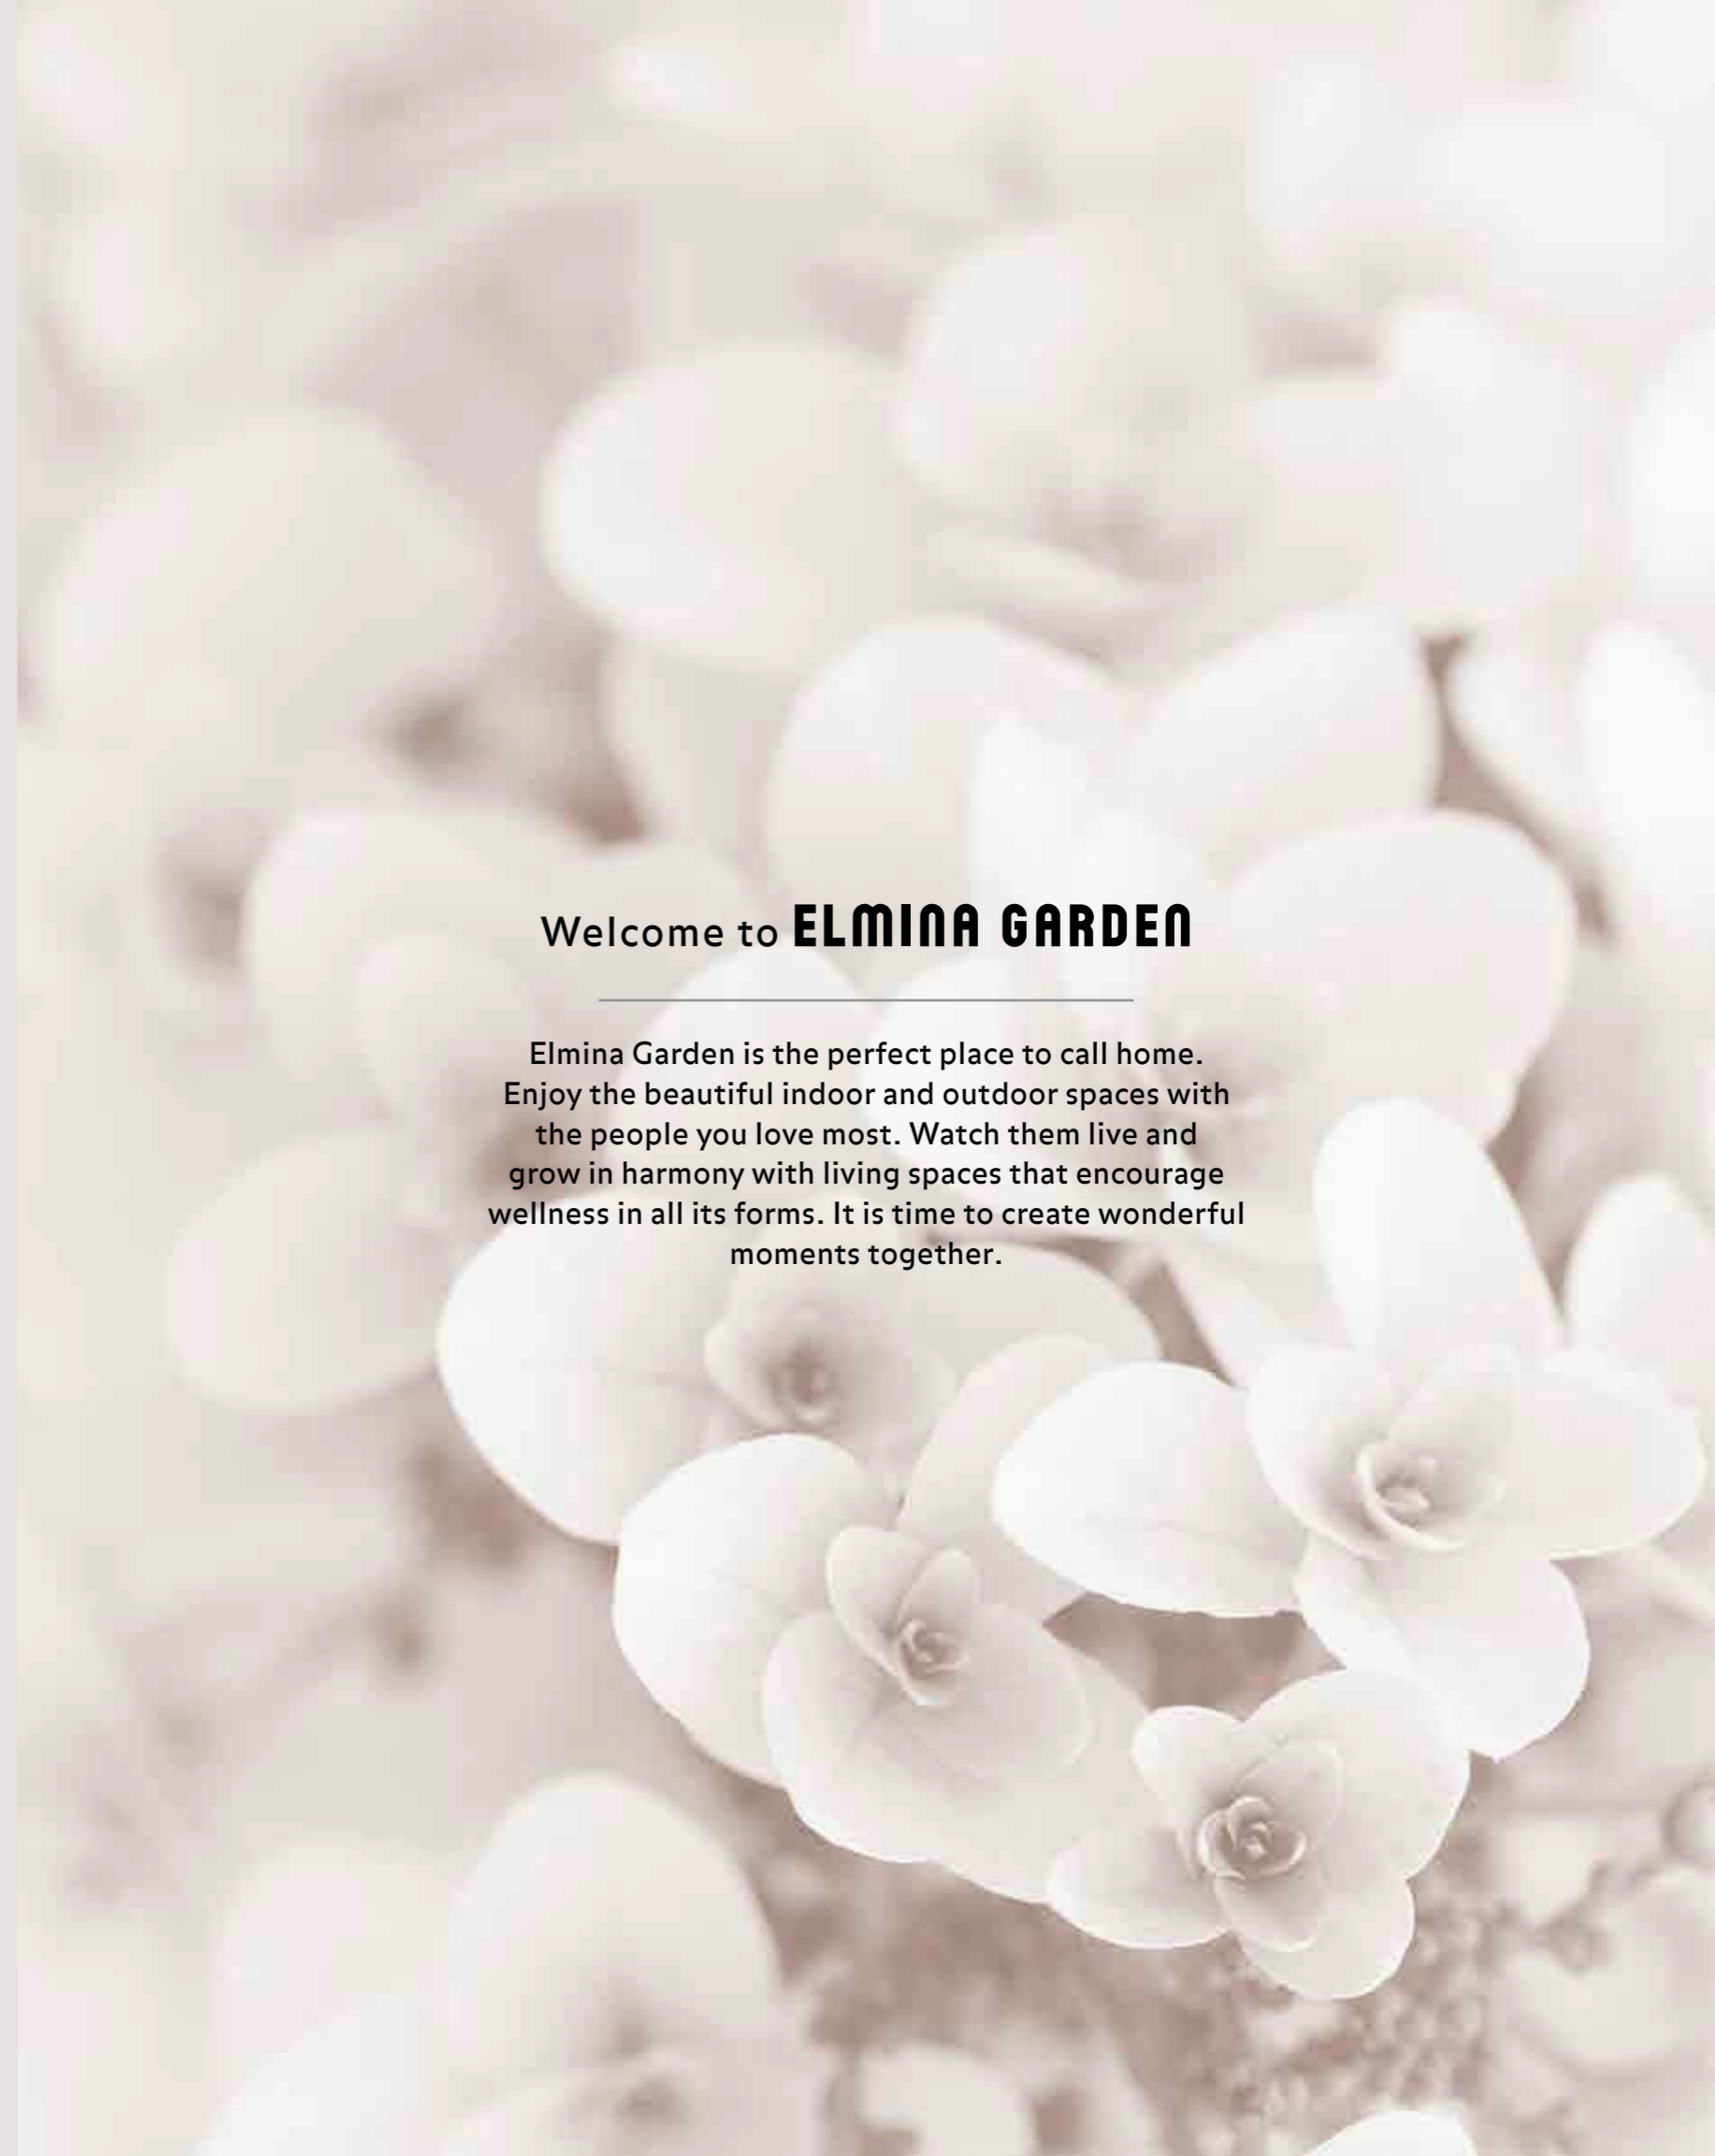 Welcome to ELMINA GARDEN
Elmina Garden is the perfect place to call home.
Enjoy the beautiful indoor and outdoor spaces with
the people you love most. Watch them live and
grow in harmony with living spaces that encourage
wellness in all its forms. It is time to create wonderful
moments together.